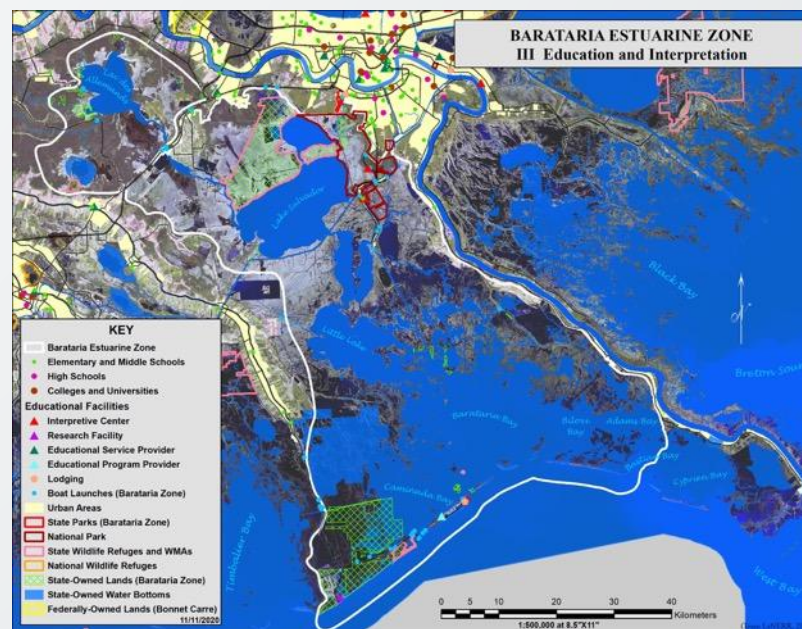 BARATARIA ESTUARINE ZONE
III Education and Interpretation
Lac des
Allemands
Lake Salvador
Little Lake
Black Bay
Breton Soun
Barataria Bay
Adams Bay
Bastian Bay
Cyprien Bay
Caminada Bay
Timbalier Bay
West Bay
KEY
Barataria Estuarine Zone
Elementary and Middle Schools
High Schools
Colleges and Universities
Educational Facilities
Interpretive Center
Research Facility
Educational Service Provider
Educational Program Provider
Lodging
Boat Launches (Barataria Zone)
Urban Areas
State Parks (Barataria Zone)
National Park
State Wildlife Refuges and WMAs
National Wildlife Refuges
State-Owned Lands (Barataria Zone)
State-Owned Water Bottoms
Federally-Owned Lands (Bonnet Carre)
11/11/2020
0 5 10 20 30 40
Kilometers
1:500,000 at 8.5"X11"